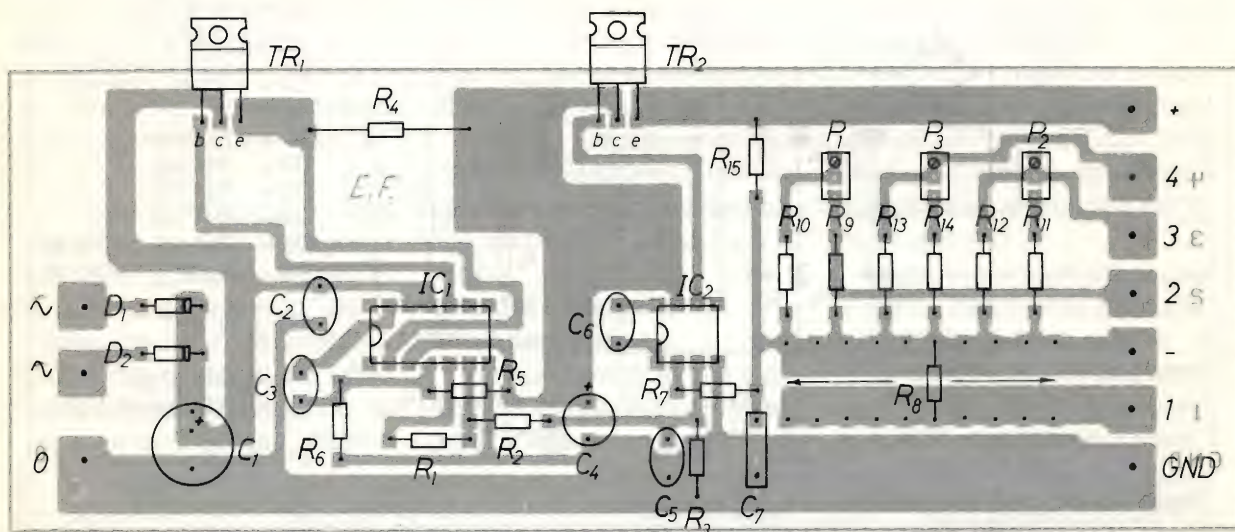 TR₁ TR₂
R₄
b c e
b c e
P₁ P₃ P₂
+
E.F.
R₁₅
4
R₁₀ R₉ R₁₃ R₁₄ R₁₂ R₁₁
3
~ D₁
C₂
IC₁
IC₂
2
C₆
~ D₂
-
C₃
R₅
R₇
R₈
+
+
1
0
C₁
R₆
R₁
R₂
C₄
C₅
R₃
C₇
GND